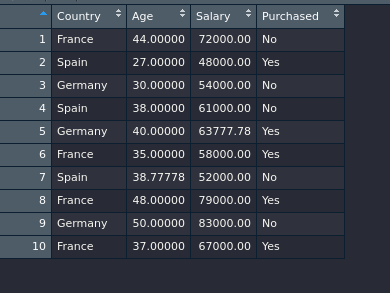 Country Age Salary Purchased
1 France 44.00000 72000.00 No
2 Spain 27.00000 48000.00 Yes
3 Germany 30.00000 54000.00 No
4 Spain 38.00000 61000.00 No
5 Germany 40.00000 63777.78 Yes
6 France 35.00000 58000.00 Yes
7 Spain 38.77778 52000.00 No
8 France 48.00000 79000.00 Yes
9 Germany 50.00000 83000.00 No
10 France 37.00000 67000.00 Yes